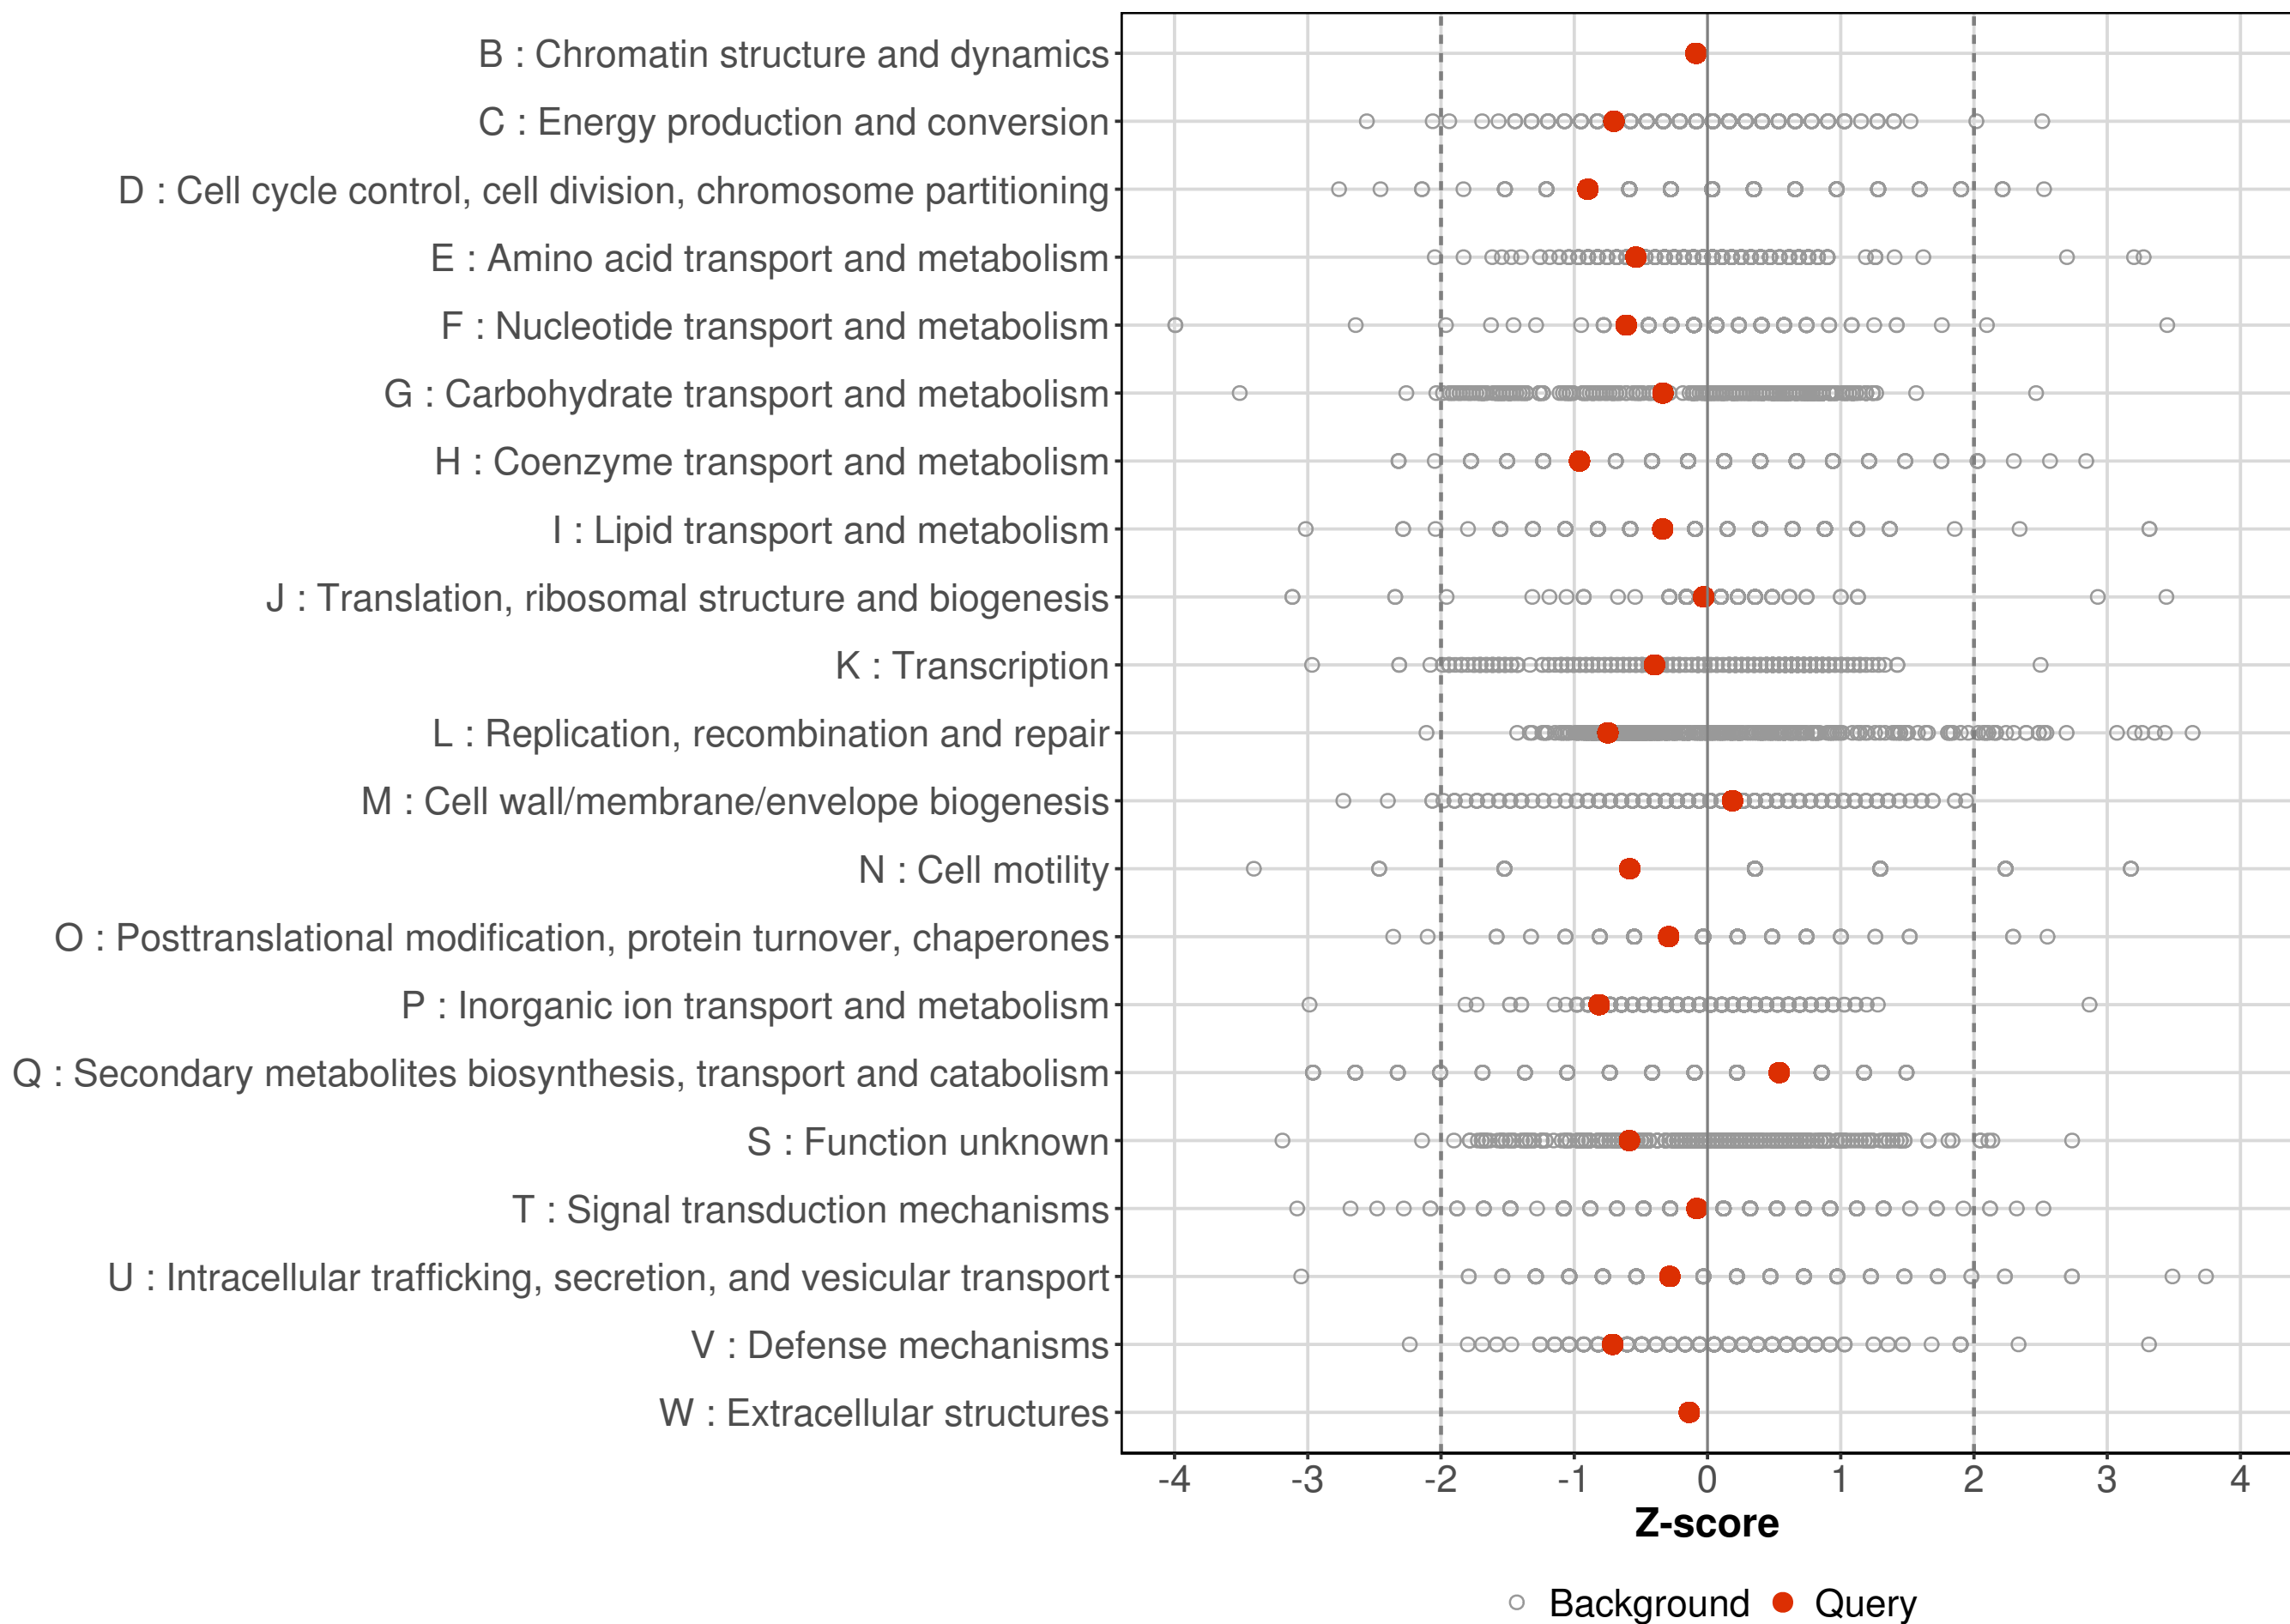 B : Chromatin structure and dynamics
C : Energy production and conversion
D : Cell cycle control, cell division, chromosome partitioning
E : Amino acid transport and metabolism
F : Nucleotide transport and metabolism
G : Carbohydrate transport and metabolism
H : Coenzyme transport and metabolism
I : Lipid transport and metabolism
J : Translation, ribosomal structure and biogenesis
K : Transcription
L : Replication, recombination and repair
M : Cell wall/membrane/envelope biogenesis
N : Cell motility
O : Posttranslational modification, protein turnover, chaperones
P : Inorganic ion transport and metabolism
Q : Secondary metabolites biosynthesis, transport and catabolism
S : Function unknown
T : Signal transduction mechanisms
U : Intracellular trafficking, secretion, and vesicular transport
V : Defense mechanisms
W : Extracellular structures
-4 -3 -2 -1 0 1 2 3 4
Z-score
Background Query